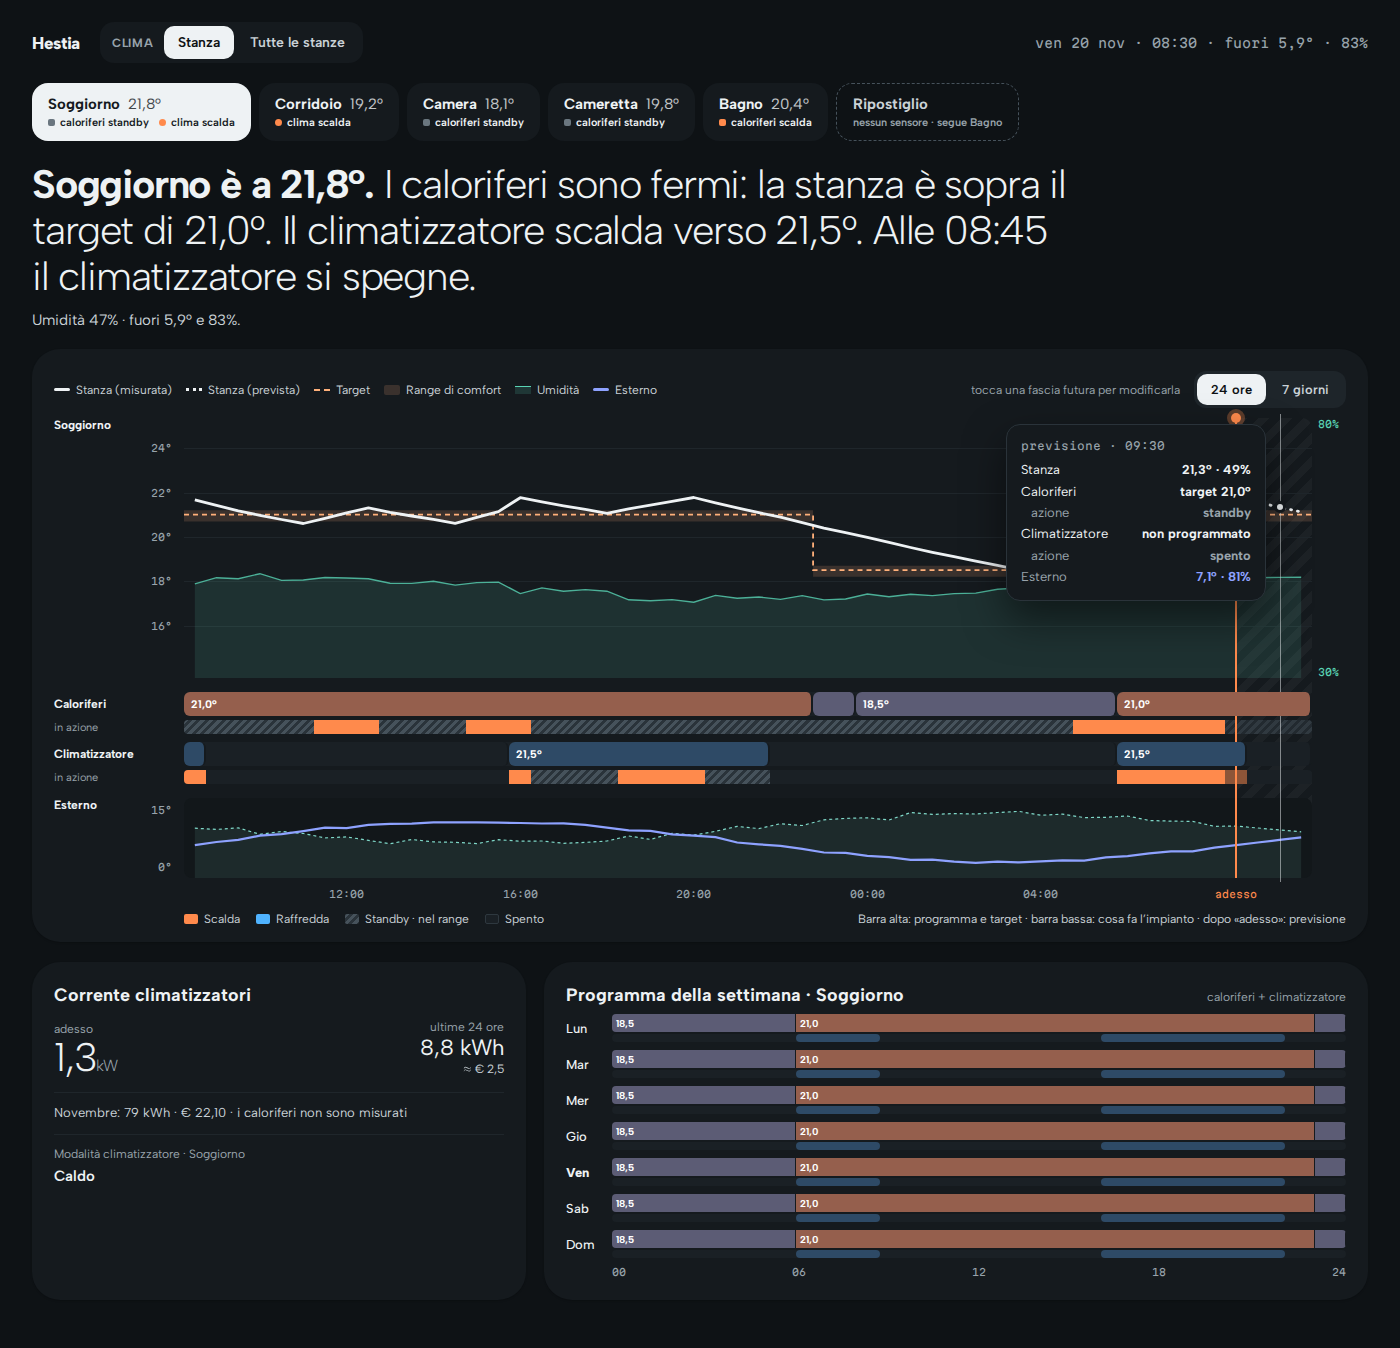 Hestia
CLIMA Stanza Tutte le stanze
ven 20 nov · 08:30 · fuori 5,9° · 83%
Soggiorno 21,8°
caloriferi standby clima scalda
Corridoio 19,2°
clima scalda
Camera 18,1°
caloriferi standby
Cameretta 19,8°
caloriferi standby
Bagno 20,4°
caloriferi scalda
Ripostiglio
nessun sensore · segue Bagno
Soggiorno è a 21,8°. I caloriferi sono fermi: la stanza è sopra il
target di 21,0°. Il climatizzatore scalda verso 21,5°. Alle 08:45
il climatizzatore si spegne.
Umidità 47% · fuori 5,9° e 83%.
Stanza (misurata) Stanza (prevista) Target Range di comfort Umidità Esterno
tocca una fascia futura per modificarla
24 ore 7 giorni
Soggiorno
80%
24°
22°
20°
18°
16°
30%
previsione · 09:30
Stanza 21,3° · 49%
Caloriferi target 21,0°
azione standby
Climatizzatore non programmato
azione spento
Esterno 7,1° · 81%
Caloriferi 21,0° 18,5° 21,0°
in azione
Climatizzatore 21,5° 21,5°
in azione
Esterno
15°
0°
12:00 16:00 20:00 00:00 04:00 adesso
Scalda Raffredda Standby · nel range Spento
Barra alta: programma e target · barra bassa: cosa fa l'impianto · dopo «adesso»: previsione
Corrente climatizzatori
adesso
1,3kW
ultime 24 ore
8,8 kWh
≈ € 2,5
Novembre: 79 kWh · € 22,10 · i caloriferi non sono misurati
Modalità climatizzatore · Soggiorno
Caldo
Programma della settimana · Soggiorno
caloriferi + climatizzatore
Lun 18,5 21,0
Mar 18,5 21,0
Mer 18,5 21,0
Gio 18,5 21,0
Ven 18,5 21,0
Sab 18,5 21,0
Dom 18,5 21,0
00 06 12 18 24